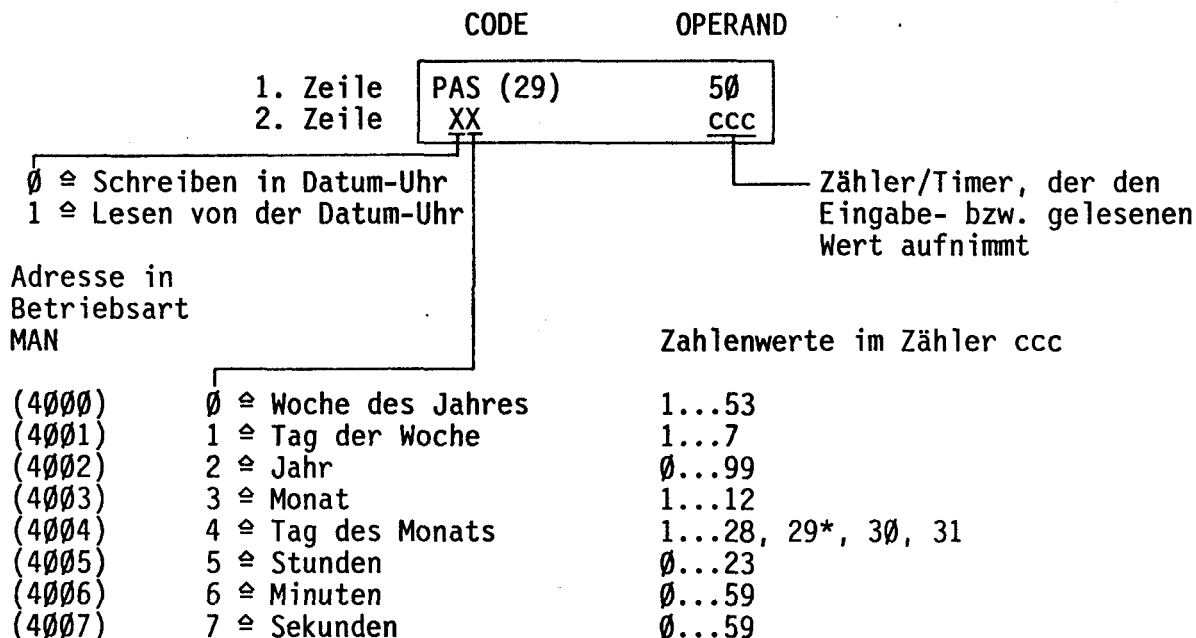 CODE OPERAND
1. Zeile PAS (29) 5Ø
2. Zeile XX ccc
Ø ≙ Schreiben in Datum-Uhr
1 ≙ Lesen von der Datum-Uhr
Zähler/Timer, der den
Eingabe- bzw. gelesenen
Wert aufnimmt
Adresse in
Betriebsart
MAN Zahlenwerte im Zähler ccc
(4ØØØ) Ø ≙ Woche des Jahres 1...53
(4ØØ1) 1 ≙ Tag der Woche 1...7
(4ØØ2) 2 ≙ Jahr Ø...99
(4ØØ3) 3 ≙ Monat 1...12
(4ØØ4) 4 ≙ Tag des Monats 1...28, 29*, 3Ø, 31
(4ØØ5) 5 ≙ Stunden Ø...23
(4ØØ6) 6 ≙ Minuten Ø...59
(4ØØ7) 7 ≙ Sekunden Ø...59